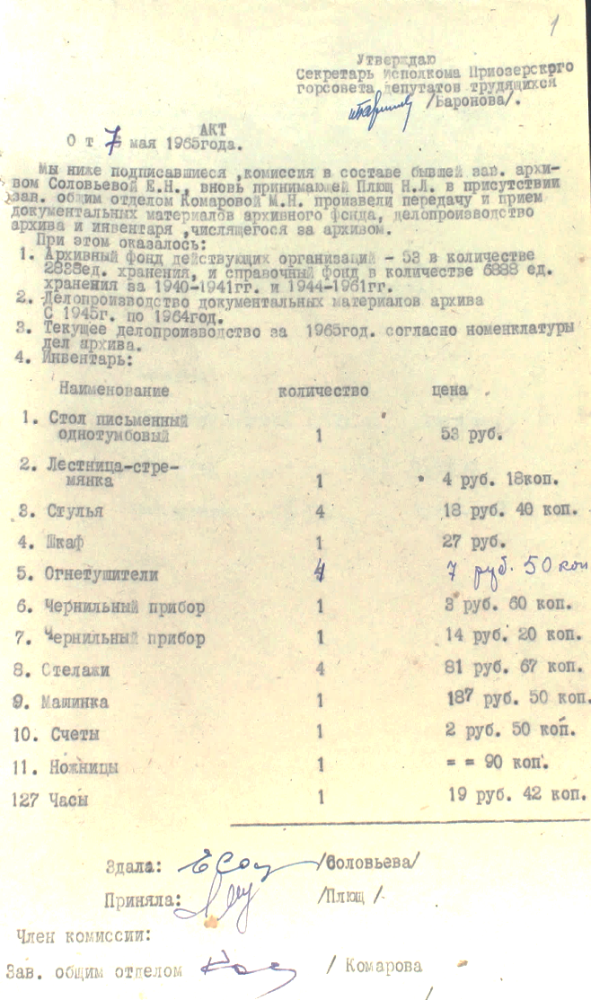 1
Утверждаю
Секретарь исполкома Приозерского
горсовета депутатов трудящихся
/Баронова/.
АКТ
О т 7 мая 1965года.
Мы ниже подписавшиеся ,комиссия в составе бывшей зав. архи-
вом Соловьевой Е.Н., вновь принимающей Плющ Н.Л. в присутствии
зав. общим отделом Комаровой М.Н. произвели передачу и прием
документальных материалов архивного фонда, делопроизводство
архива и инвентаря ,числящегося за архивом.
При этом оказалось:
1. Архивный фонд действующих организаций - 53 в количестве
2838ед. хранения, и справочный фонд в количестве 6888 ед.
хранения за 1940-1941гг. и 1944-1961гг.
2. Делопроизводство документальных материалов архива
С 1945г. по 1964год.
3. Текущее делопроизводство за 1965год. согласно номенклатуры
дел архива.
4. Инвентарь:
Наименование количество цена
1. Стол письменный
однотумбовый 1 53 руб.
2. Лестница-стре-
мянка 1 4 руб. 18коп.
3. Стулья 4 18 руб. 40 коп.
4. Шкаф 1 27 руб.
5. Огнетушители 4 7 руб. 50 коп
6. Чернильный прибор 1 3 руб. 60 коп.
7. Чернильный прибор 1 14 руб. 20 коп.
8. Стелажи 4 81 руб. 67 коп.
9. Машинка 1 187 руб. 50 коп.
10. Счеты 1 2 руб. 50 коп.
11. Ножницы 1 = = 90 коп.
127 Часы 1 19 руб. 42 коп.
Здала: /Соловьева/
Приняла: /Плющ /
Член комиссии:
Зав. общим отделом / Комарова
/